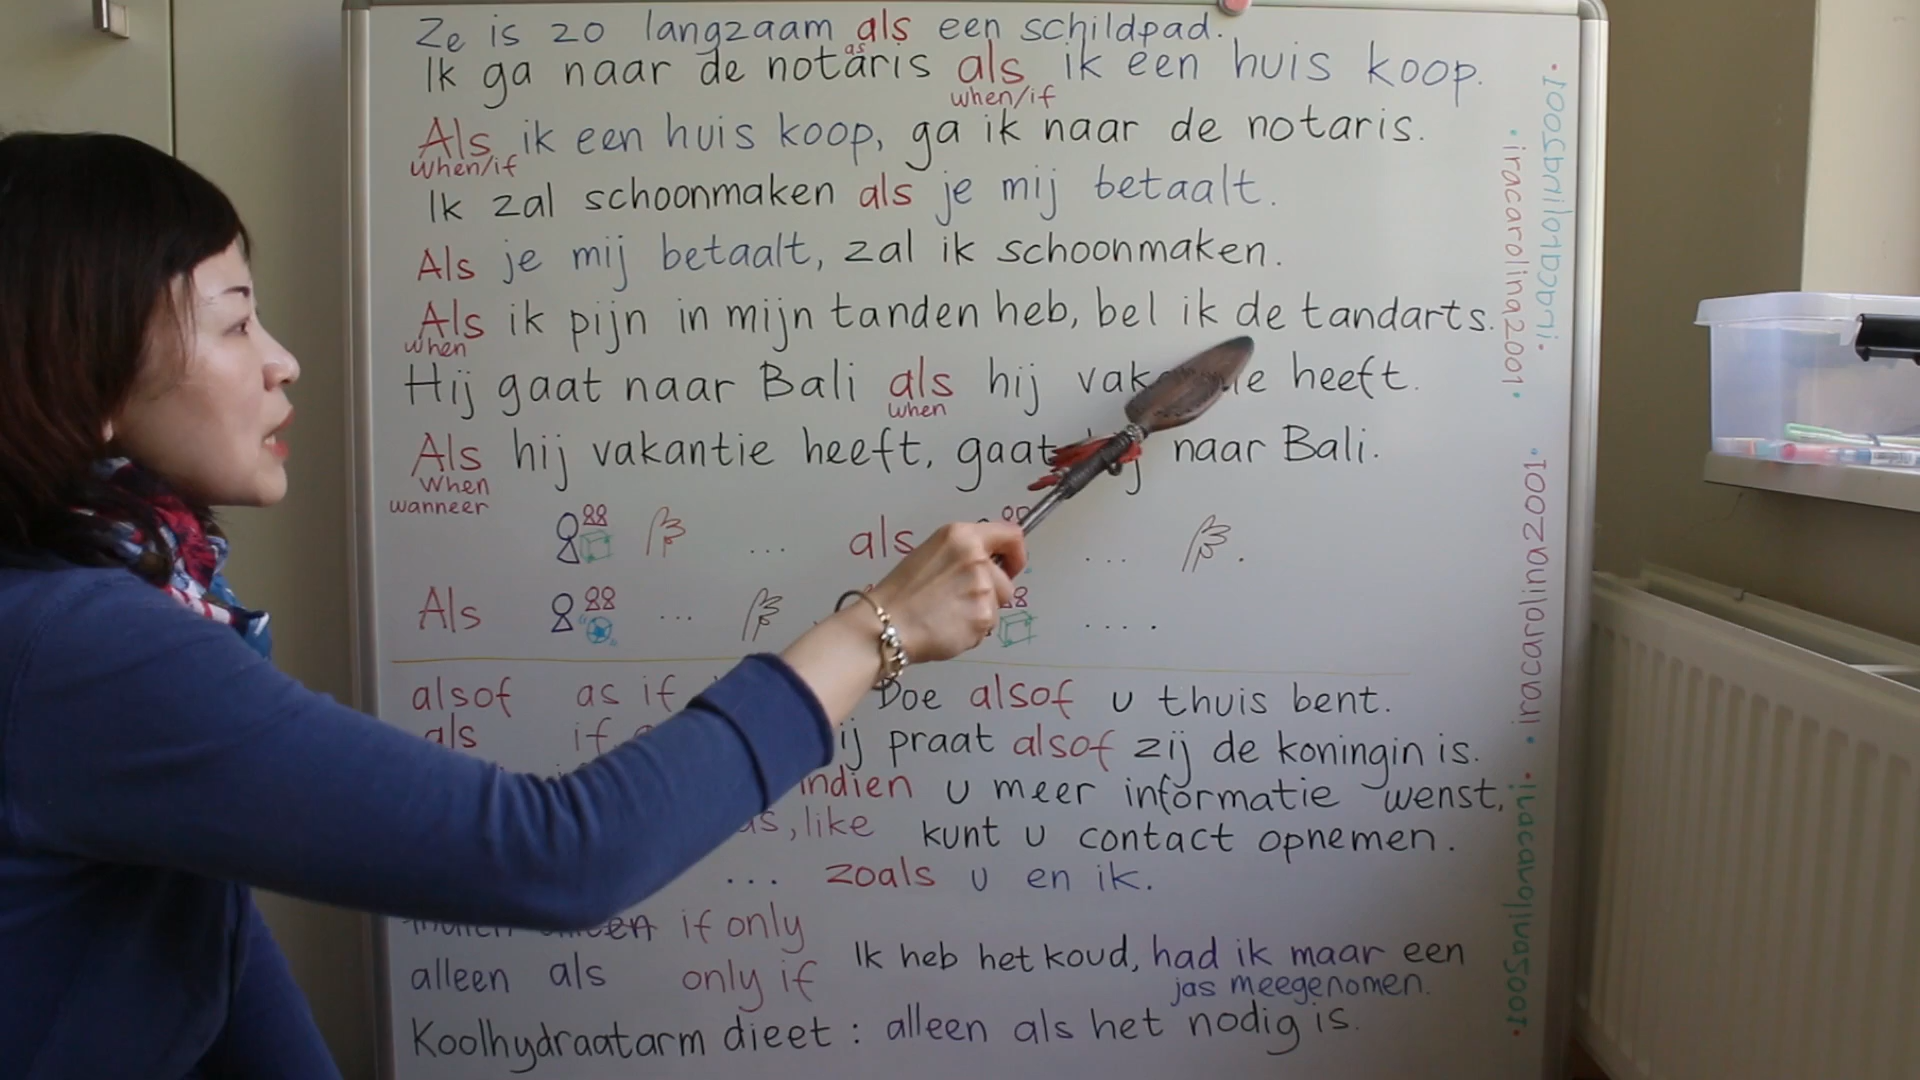 Ze is zo langzaam als een schildpad.
as
Ik ga naar de notaris als ik een huis koop.
when/if
Als ik een huis koop, ga ik naar de notaris.
when/if
Ik zal schoonmaken als je mij betaalt.
Als je mij betaalt, zal ik schoonmaken.
Als ik pijn in mijn tanden heb, bel ik de tandarts.
when
Hij gaat naar Bali als hij heeft.
when
Als hij vakantie heeft, gaat naar Bali.
when
wanneer
... als ... .
Als ... ... .
alsof as if Doe alsof u thuis bent.
als if praat alsof zij de koningin is.
indien u meer informatie wenst,
as, like kunt u contact opnemen.
... zoals u en ik.
if only
Ik heb het koud, had ik maar een
jas meegenomen.
alleen als only if
Koolhydraatarm dieet : alleen als het nodig is.
iracarolina2001
iracarolina2001
iracarolina2001
iracarolina2001